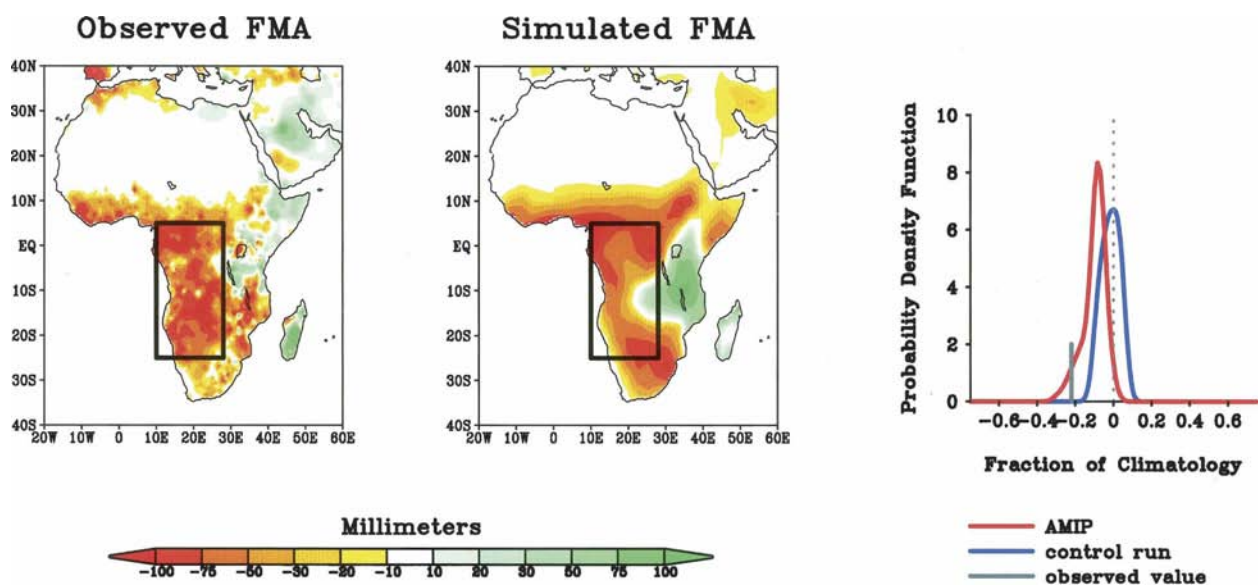 Observed FMA
Simulated FMA
40N
30N
20N
10N
EQ
10S
20S
30S
40S
20W 10W 0 10E 20E 30E 40E 50E 60E
40N
30N
20N
10N
EQ
10S
20S
30S
40S
20W 10W 0 10E 20E 30E 40E 50E 60E
Probability Density Function
10
8
6
4
2
0
-0.6 -0.4 -0.2 0 0.2 0.4 0.6
Fraction of Climatology
Millimeters
-100 -75 -50 -30 -20 -10 10 20 30 50 75 100
AMIP
control run
observed value